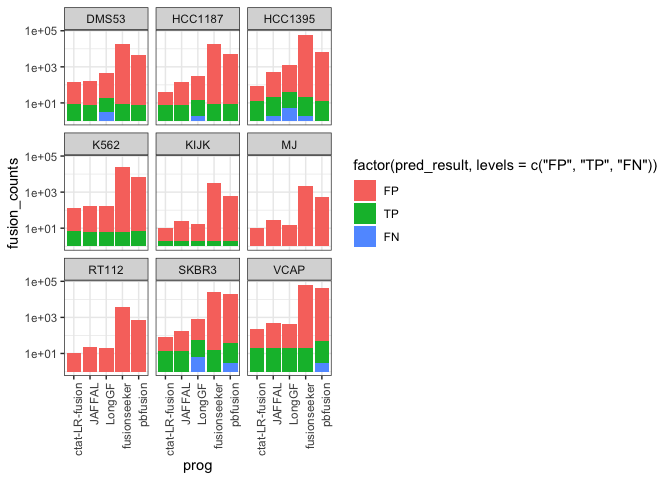 DMS53 HCC1187 HCC1395
1e+05
1e+03
1e+01
K562 KIJK MJ
1e+05
1e+03
1e+01
RT112 SKBR3 VCAP
1e+05
1e+03
1e+01
fusion_counts
ctat-LR-fusion JAFFAL LongGF fusionseeker pbfusion ctat-LR-fusion JAFFAL LongGF fusionseeker pbfusion ctat-LR-fusion JAFFAL LongGF fusionseeker pbfusion
prog
factor(pred_result, levels = c("FP", "TP", "FN"))
FP
TP
FN